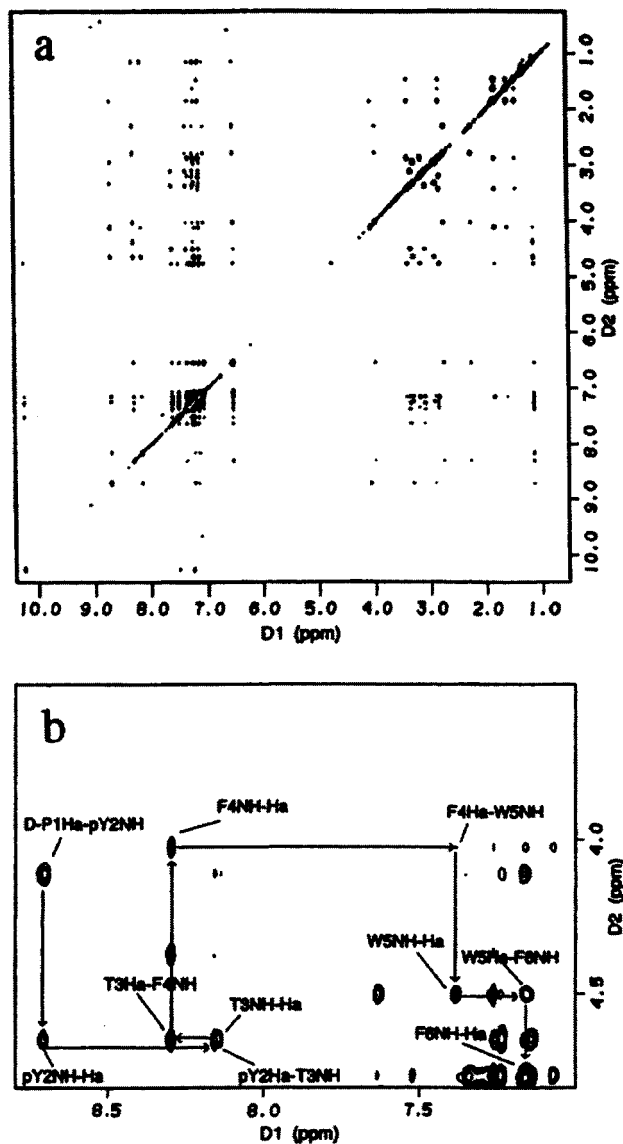 a
1.0
2.0
3.0
4.0
5.0
6.0
7.0
8.0
9.0
10.0
D2 (ppm)
10.0 9.0 8.0 7.0 6.0 5.0 4.0 3.0 2.0 1.0
D1 (ppm)
b
F4NH-Ha
D-P1Ha-pY2NH
F4Ha-W5NH
4.0
D2 (ppm)
W5NH-Ha
W5Ha-F6NH
4.5
T3Ha-F4NH
T3NH-Ha
F6NH-Ha
pY2NH-Ha
pY2Ha-T3NH
8.5 8.0 7.5
D1 (ppm)